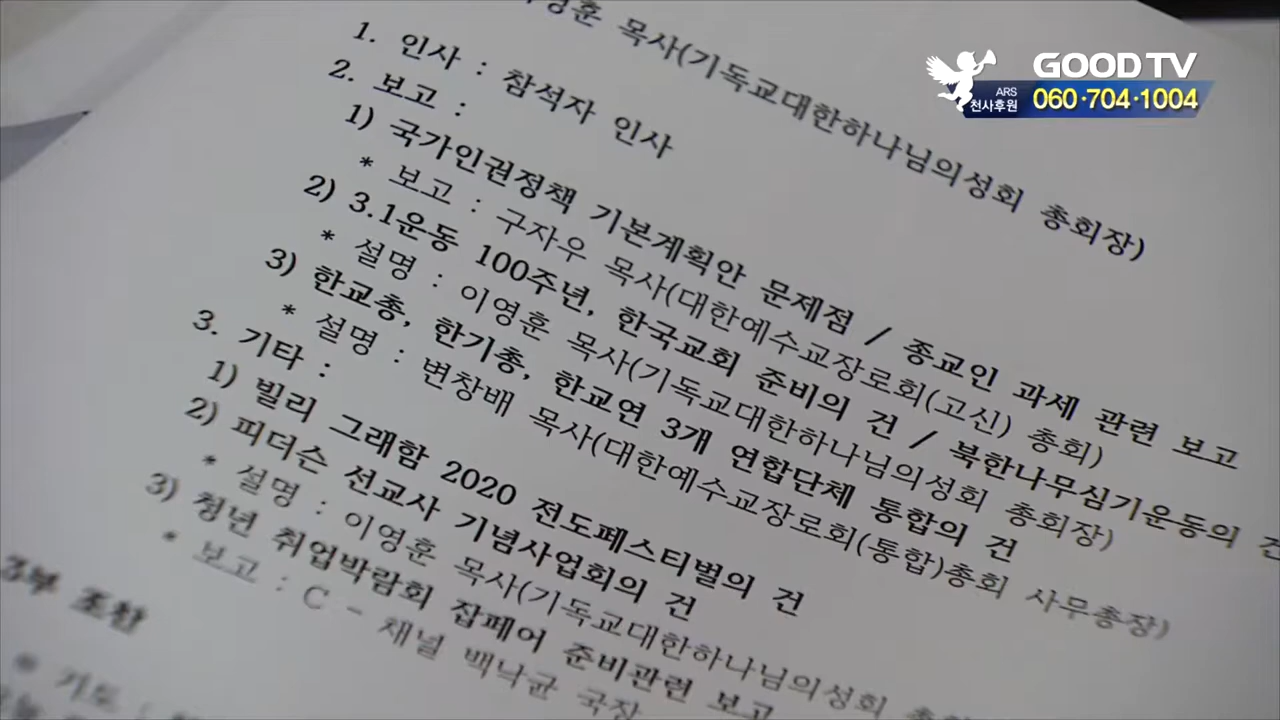 목사(기독교대한하나님의성회 총회장)
1. 인사 : 참석자 인사
2. 보고 :
1) 국가인권정책 기본계획안 문제점 / 종교인 과세 관련 보고
* 보고 : 구자우 목사(대한예수교장로회(고신) 총회)
2) 3.1운동 100주년, 한국교회 준비의 건 / 북한나무심기운동의 건
* 설명 : 이영훈 목사(기독교대한하나님의성회 총회장)
3) 한교총, 한기총, 한교연 3개 연합단체 통합의 건
* 설명 : 변창배 목사(대한예수교장로회(통합)총회 사무총장)
3. 기타 :
1) 빌리 그래함 2020 전도페스티벌의 건
2) 피더슨 선교사 기념사업회의 건
* 설명 : 이영훈 목사(기독교대한하나님의성회
3) 청년 취업박람회 잡페어 준비관련 보고
* 보고 : C - 채널 백낙균 국장
3부 조찬
* 기도 :
GOODTV
ARS
천사후원
060·704·1004